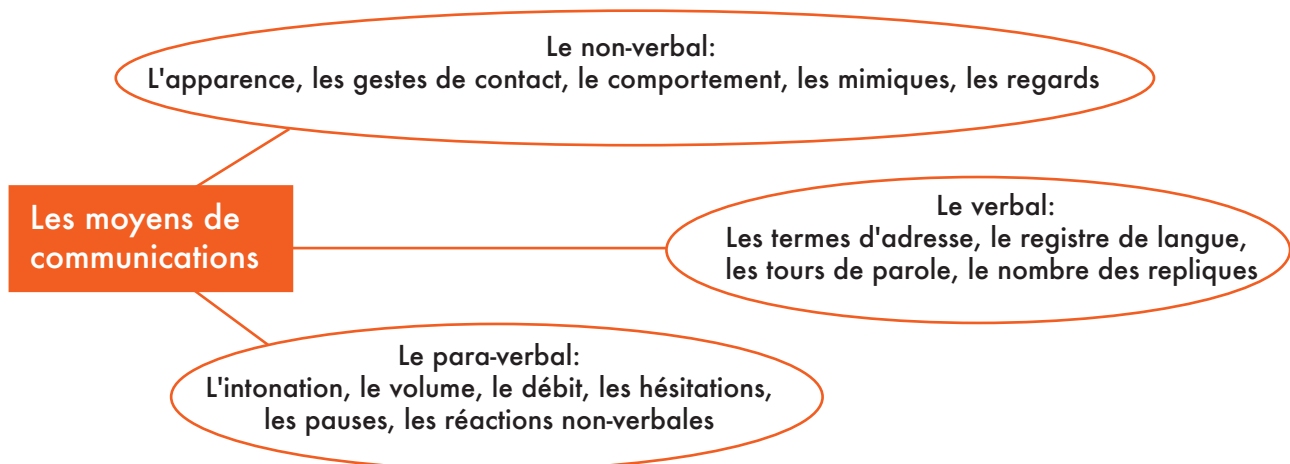 Le non-verbal:
L'apparence, les gestes de contact, le comportement, les mimiques, les regards
Les moyens de
communications
Le verbal:
Les termes d'adresse, le registre de langue,
les tours de parole, le nombre des repliques
Le para-verbal:
L'intonation, le volume, le débit, les hésitations,
les pauses, les réactions non-verbales